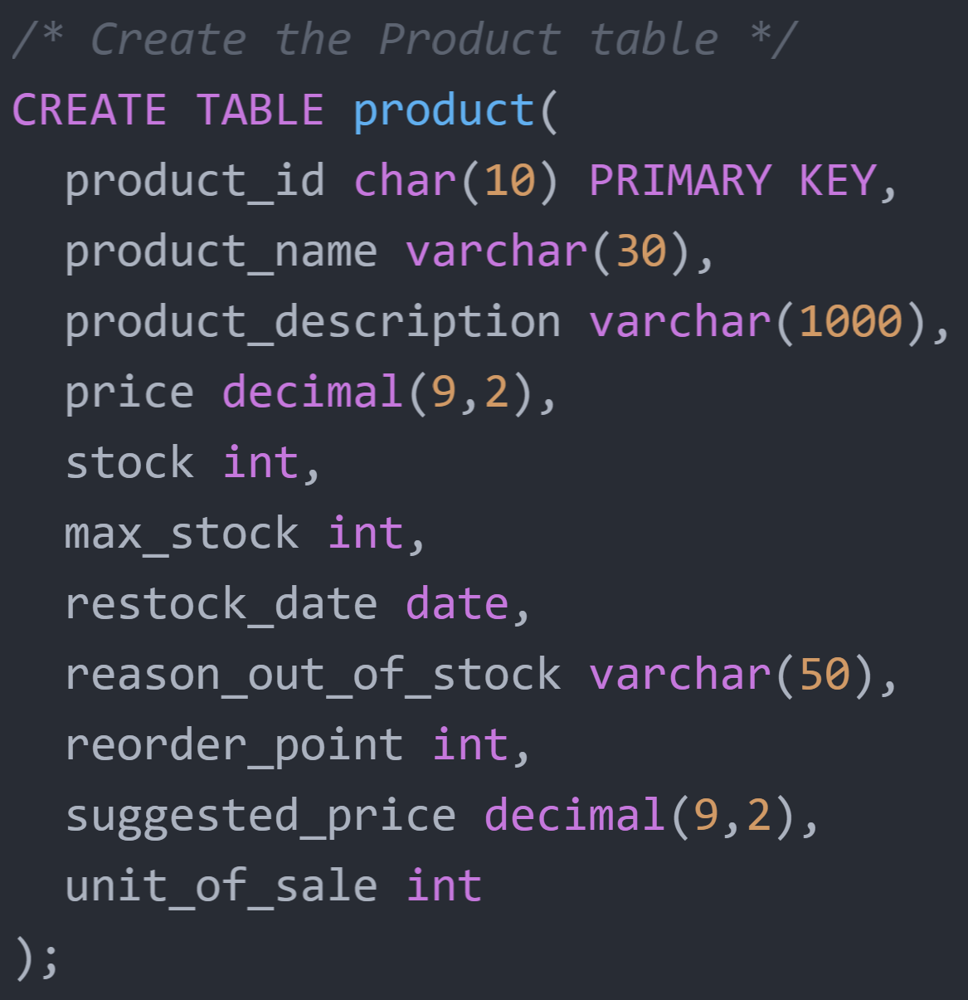 /* Create the Product table */
CREATE TABLE product(
  product_id char(10) PRIMARY KEY,
  product_name varchar(30),
  product_description varchar(1000),
  price decimal(9,2),
  stock int,
  max_stock int,
  restock_date date,
  reason_out_of_stock varchar(50),
  reorder_point int,
  suggested_price decimal(9,2),
  unit_of_sale int
);